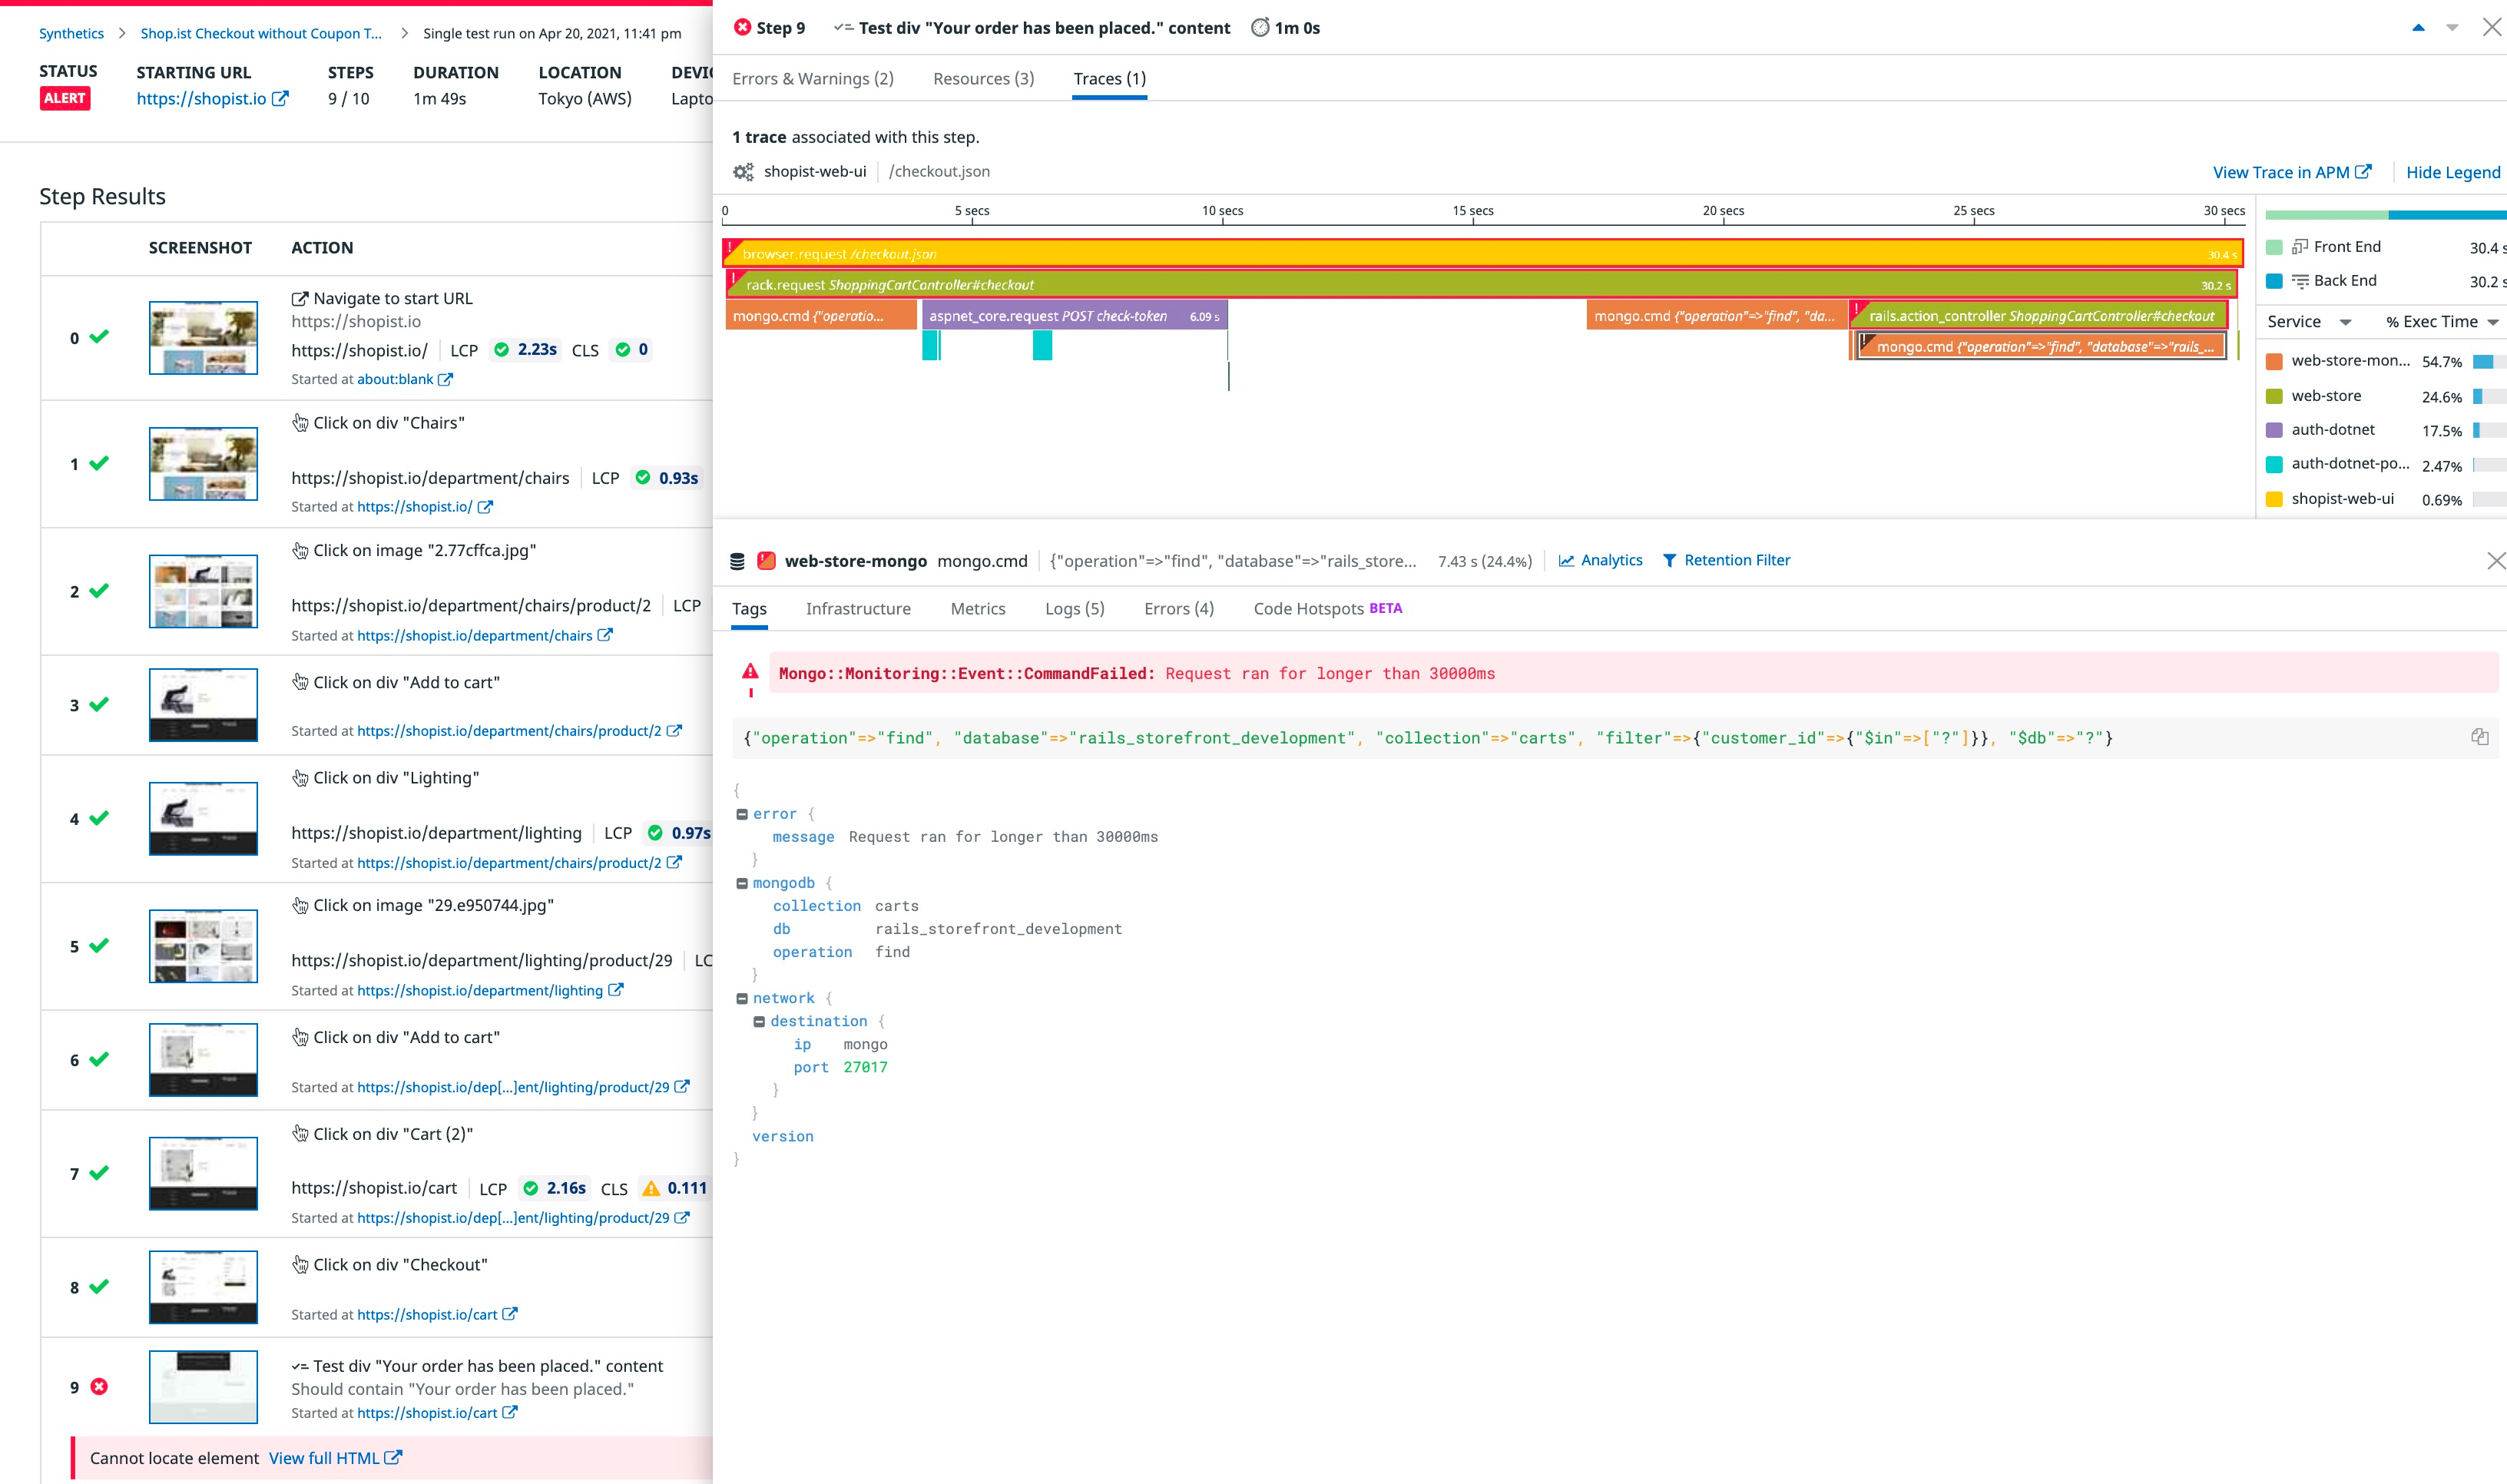 Synthetics > Shop.ist Checkout without Coupon T... > Single test run on Apr 20, 2021, 11:41 pm
STATUS STARTING URL STEPS DURATION LOCATION DEVIC
ALERT https://shopist.io 9 / 10 1m 49s Tokyo (AWS) Lapto
Step Results
SCREENSHOT ACTION
0 Navigate to start URL
https://shopist.io
https://shopist.io/ LCP 2.23s CLS 0
Started at about:blank
1 Click on div "Chairs"
https://shopist.io/department/chairs LCP 0.93s
Started at https://shopist.io/
2 Click on image "2.77cffca.jpg"
https://shopist.io/department/chairs/product/2 LCP
Started at https://shopist.io/department/chairs
3 Click on div "Add to cart"
Started at https://shopist.io/department/chairs/product/2
4 Click on div "Lighting"
https://shopist.io/department/lighting LCP 0.97s
Started at https://shopist.io/department/chairs/product/2
5 Click on image "29.e950744.jpg"
https://shopist.io/department/lighting/product/29 LC
Started at https://shopist.io/department/lighting
6 Click on div "Add to cart"
Started at https://shopist.io/dep[...]ent/lighting/product/29
7 Click on div "Cart (2)"
https://shopist.io/cart LCP 2.16s CLS 0.111
Started at https://shopist.io/dep[...]ent/lighting/product/29
8 Click on div "Checkout"
Started at https://shopist.io/cart
9 Test div "Your order has been placed." content
Should contain "Your order has been placed."
Started at https://shopist.io/cart
Cannot locate element View full HTML
Step 9 Test div "Your order has been placed." content 1m 0s
Errors & Warnings (2) Resources (3) Traces (1)
1 trace associated with this step.
shopist-web-ui /checkout.json View Trace in APM Hide Legend
0 5 secs 10 secs 15 secs 20 secs 25 secs 30 secs
browser.request /checkout.json 30.4 s
rack.request ShoppingCartController#checkout 30.2 s
mongo.cmd {"operatio... aspnet_core.request POST check-token 6.09 s mongo.cmd {"operation"=>"find", "da... rails.action_controller ShoppingCartController#checkout
mongo.cmd {"operation"=>"find", "database"=>"rails_...
Front End 30.4 s
Back End 30.2 s
Service % Exec Time
web-store-mon... 54.7%
web-store 24.6%
auth-dotnet 17.5%
auth-dotnet-po... 2.47%
shopist-web-ui 0.69%
web-store-mongo mongo.cmd {"operation"=>"find", "database"=>"rails_store... 7.43 s (24.4%) Analytics Retention Filter
Tags Infrastructure Metrics Logs (5) Errors (4) Code Hotspots BETA
Mongo::Monitoring::Event::CommandFailed: Request ran for longer than 30000ms
{"operation"=>"find", "database"=>"rails_storefront_development", "collection"=>"carts", "filter"=>{"customer_id"=>{"$in"=>["?"]}}, "$db"=>"?"}
{
error {
message Request ran for longer than 30000ms
}
mongodb {
collection carts
db rails_storefront_development
operation find
}
network {
destination {
ip mongo
port 27017
}
}
version
}